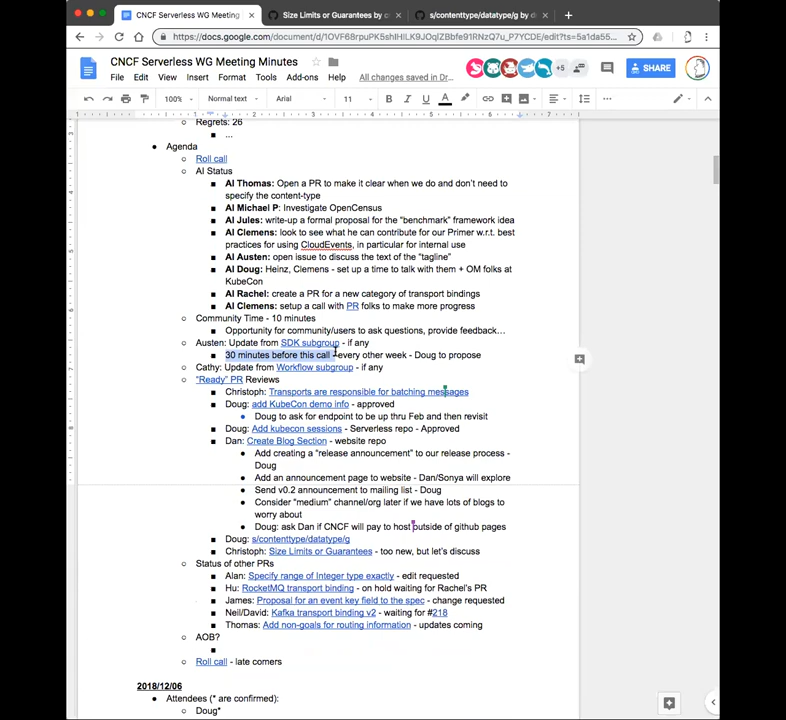 CNCF Serverless WG Meeting
Size Limits or Guarantees by c
s/contenttype/datatype/g by d
https://docs.google.com/document/d/
CNCF Serverless WG Meeting Minutes
File Edit View Insert Format Tools Add-ons Help All changes saved in Dr...
+5
SHARE
100% Normal text Arial 11
1 1 2 3 4 5 6 7
Regrets: 26
...
Agenda
Roll call
AI Status
AI Thomas: Open a PR to make it clear when we do and don't need to
specify the content-type
AI Michael P: Investigate OpenCensus
AI Jules: write-up a formal proposal for the "benchmark" framework idea
AI Clemens: look to see what he can contribute for our Primer w.r.t. best
practices for using CloudEvents, in particular for internal use
AI Austen: open issue to discuss the text of the "tagline"
AI Doug: Heinz, Clemens - set up a time to talk with them + OM folks at
KubeCon
AI Rachel: create a PR for a new category of transport bindings
AI Clemens: setup a call with PR folks to make more progress
Community Time - 10 minutes
Opportunity for community/users to ask questions, provide feedback...
Austen: Update from SDK subgroup - if any
30 minutes before this call - every other week - Doug to propose
Cathy: Update from Workflow subgroup - if any
"Ready" PR Reviews
Christoph: Transports are responsible for batching messages
Doug: add KubeCon demo info - approved
Doug to ask for endpoint to be up thru Feb and then revisit
Doug: Add kubecon sessions - Serverless repo - Approved
Dan: Create Blog Section - website repo
Add creating a "release announcement" to our release process -
Doug
Add an announcement page to website - Dan/Sonya will explore
Send v0.2 announcement to mailing list - Doug
Consider "medium" channel/org later if we have lots of blogs to
worry about
Doug: ask Dan if CNCF will pay to host outside of github pages
Doug: s/contenttype/datatype/g
Christoph: Size Limits or Guarantees - too new, but let's discuss
Status of other PRs
Alan: Specify range of Integer type exactly - edit requested
Hu: RocketMQ transport binding - on hold waiting for Rachel's PR
James: Proposal for an event key field to the spec - change requested
Neil/David: Kafka transport binding v2 - waiting for #218
Thomas: Add non-goals for routing information - updates coming
AOB?
Roll call - late comers
2018/12/06
Attendees (* are confirmed):
Doug*